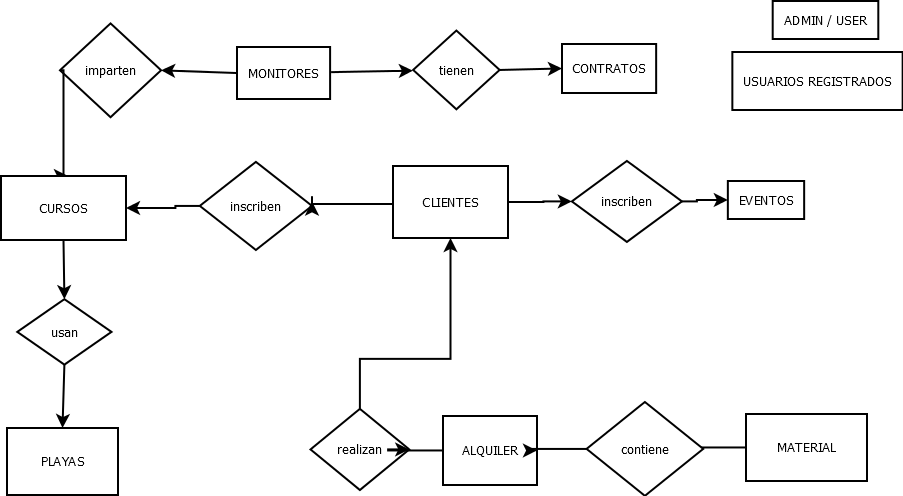 ADMIN / USER
imparten
MONITORES
tienen
CONTRATOS
USUARIOS REGISTRADOS
CURSOS
inscriben
CLIENTES
inscriben
EVENTOS
usan
PLAYAS
realizan
ALQUILER
contiene
MATERIAL